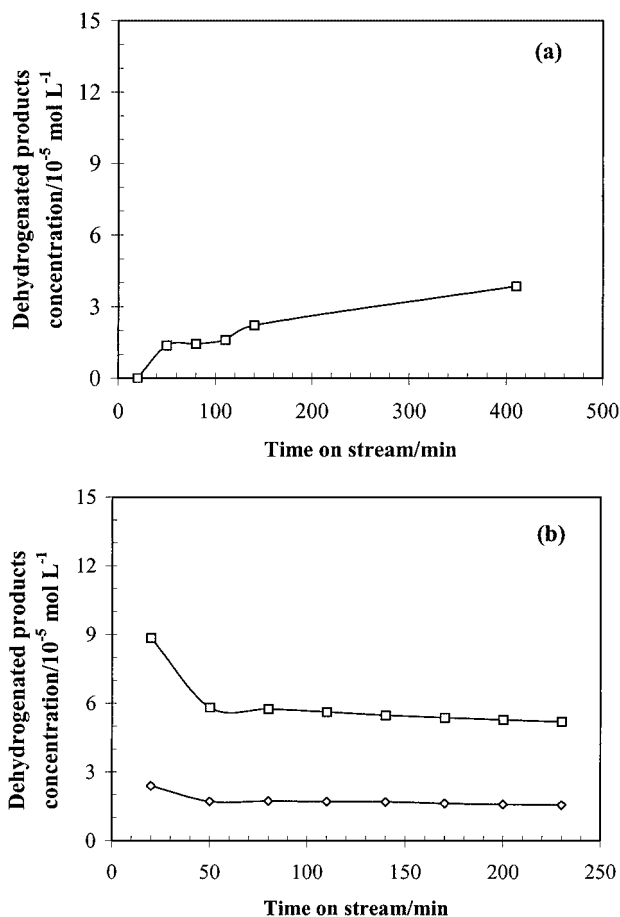 (a)
Dehydrogenated products
concentration/10⁻⁵ mol L⁻¹
15
12
9
6
3
0
0 100 200 300 400 500
Time on stream/min
(b)
Dehydrogenated products
concentration/10⁻⁵ mol L⁻¹
15
12
9
6
3
0
0 50 100 150 200 250
Time on stream/min